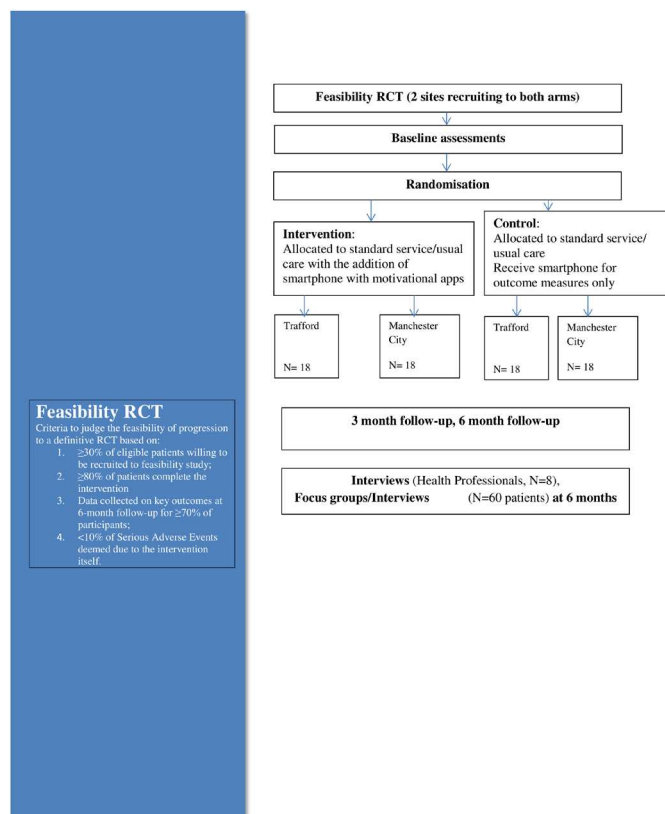 Feasibility RCT (2 sites recruiting to both arms)
Baseline assessments
Randomisation
Intervention:
Allocated to standard service/usual
care with the addition of
smartphone with motivational apps
Control:
Allocated to standard service/
usual care
Receive smartphone for
outcome measures only
Trafford
N= 18
Manchester
City
N= 18
Trafford
N= 18
Manchester
City
N= 18
Feasibility RCT
Criteria to judge the feasibility of progression
to a definitive RCT based on:
1. ≥30% of eligible patients willing to
be recruited to feasibility study;
2. ≥80% of patients complete the
intervention
3. Data collected on key outcomes at
6-month follow-up for ≥70% of
participants;
4. <10% of Serious Adverse Events
deemed due to the intervention
itself.
3 month follow-up, 6 month follow-up
Interviews (Health Professionals, N=8),
Focus groups/Interviews (N=60 patients) at 6 months